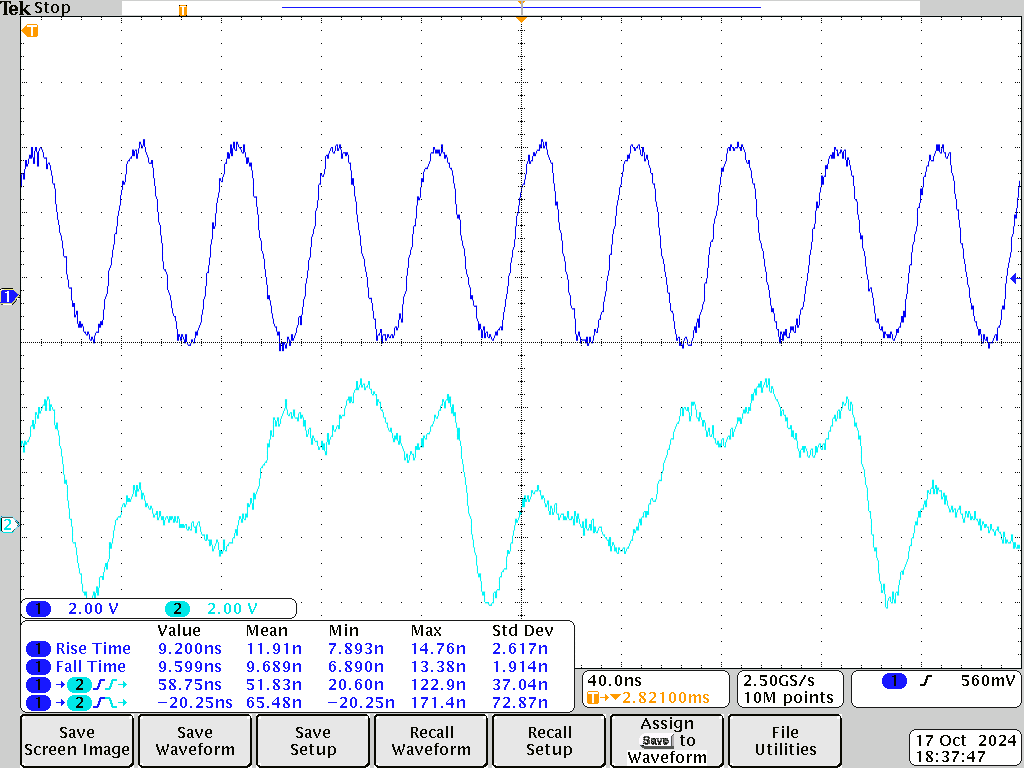 Tek Stop
T
T
1
2
1 2.00 V 2 2.00 V
Value Mean Min Max Std Dev
1 Rise Time 9.200ns 11.91n 7.893n 14.76n 2.617n
1 Fall Time 9.599ns 9.689n 6.890n 13.38n 1.914n
1 → 2 58.75ns 51.83n 20.60n 122.9n 37.04n
1 → 2 −20.25ns 65.48n −20.25n 171.4n 72.87n
40.0ns
T→▼2.82100ms
2.50GS/s
10M points
1 560mV
Save
Screen Image
Save
Waveform
Save
Setup
Recall
Waveform
Recall
Setup
Assign
Save to
Waveform
File
Utilities
17 Oct 2024
18:37:47